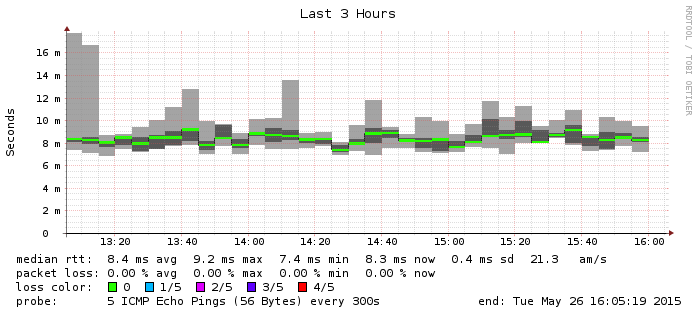 Last 3 Hours
RRDTOOL / TOBI OETIKER
Seconds
16 m
14 m
12 m
10 m
8 m
6 m
4 m
2 m
0
13:20 13:40 14:00 14:20 14:40 15:00 15:20 15:40 16:00
median rtt: 8.4 ms avg 9.2 ms max 7.4 ms min 8.3 ms now 0.4 ms sd 21.3 am/s
packet loss: 0.00 % avg 0.00 % max 0.00 % min 0.00 % now
loss color: 0 1/5 2/5 3/5 4/5
probe: 5 ICMP Echo Pings (56 Bytes) every 300s end: Tue May 26 16:05:19 2015